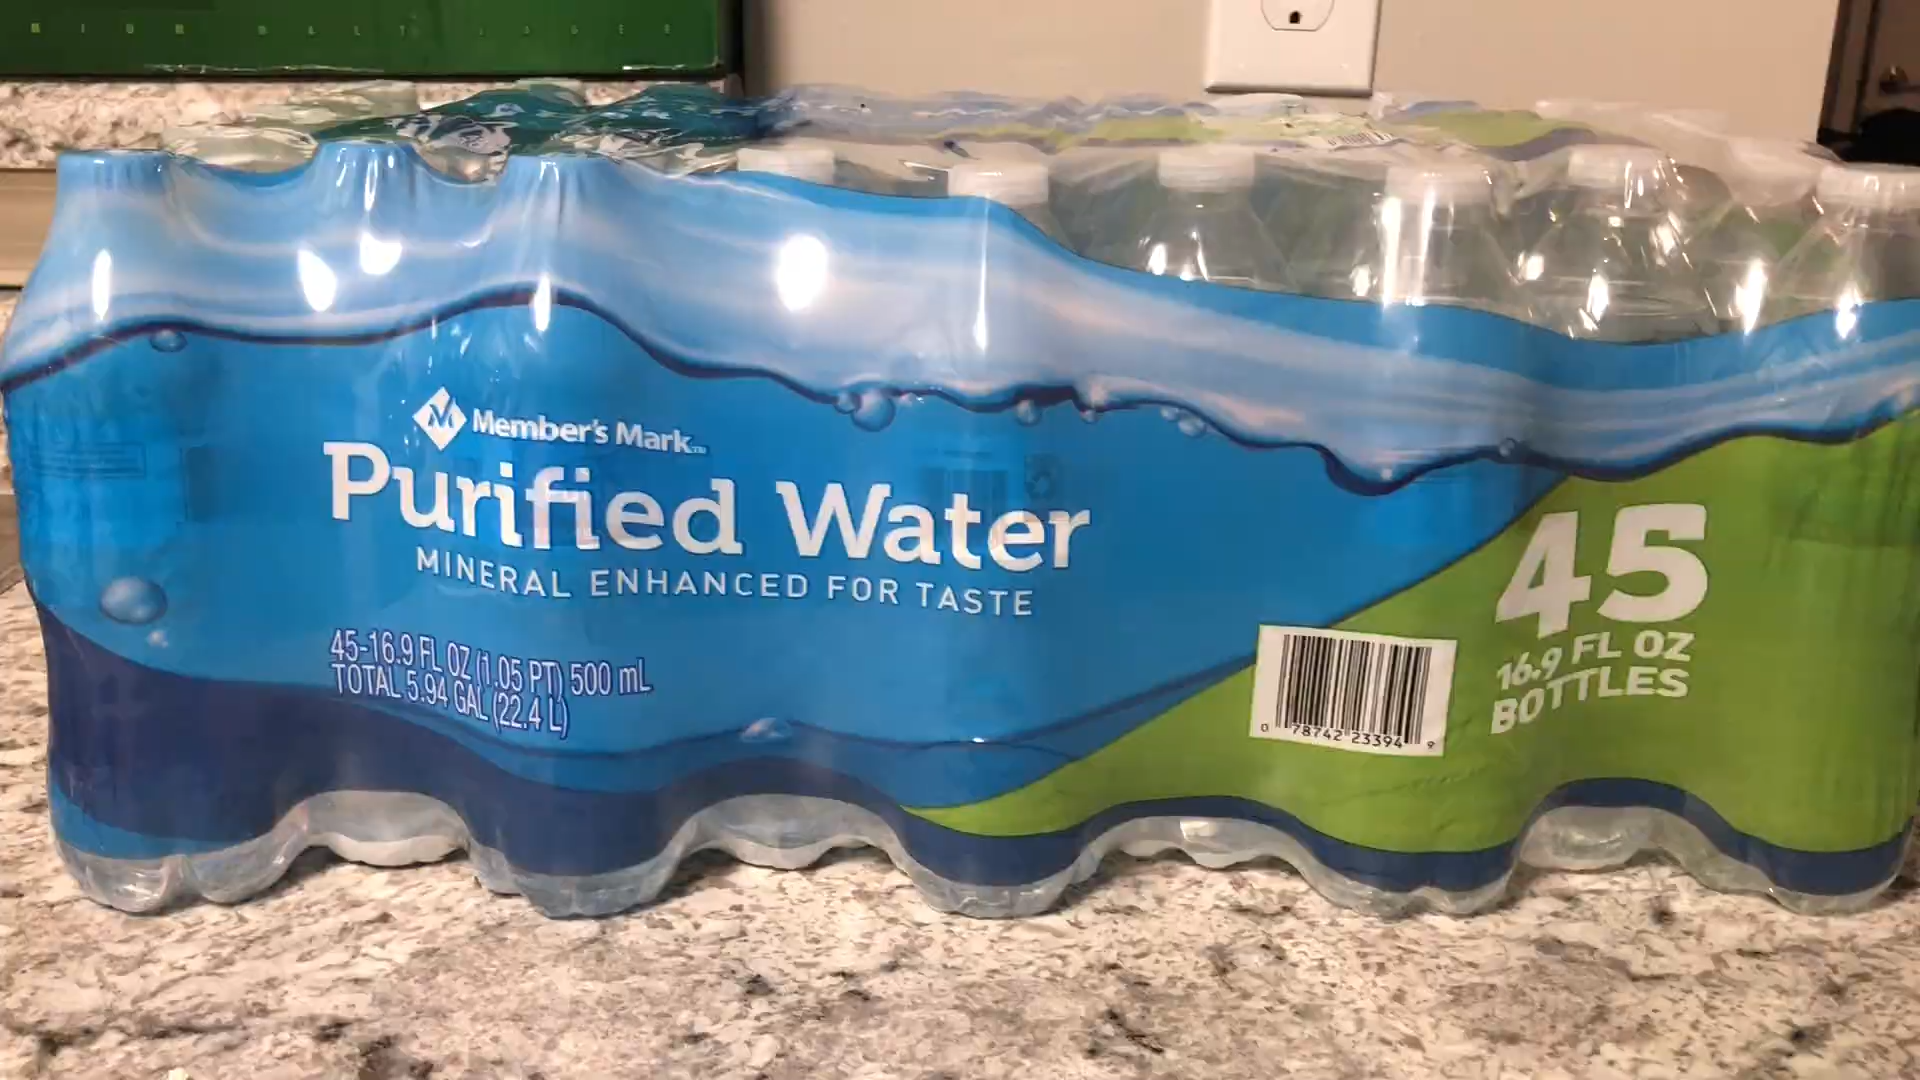 Member's Mark™
Purified Water
MINERAL ENHANCED FOR TASTE
45-16.9 FL OZ (1.05 PT) 500 mL
TOTAL 5.94 GAL (22.4 L)
45
16.9 FL OZ
BOTTLES
0 78742 23394 9